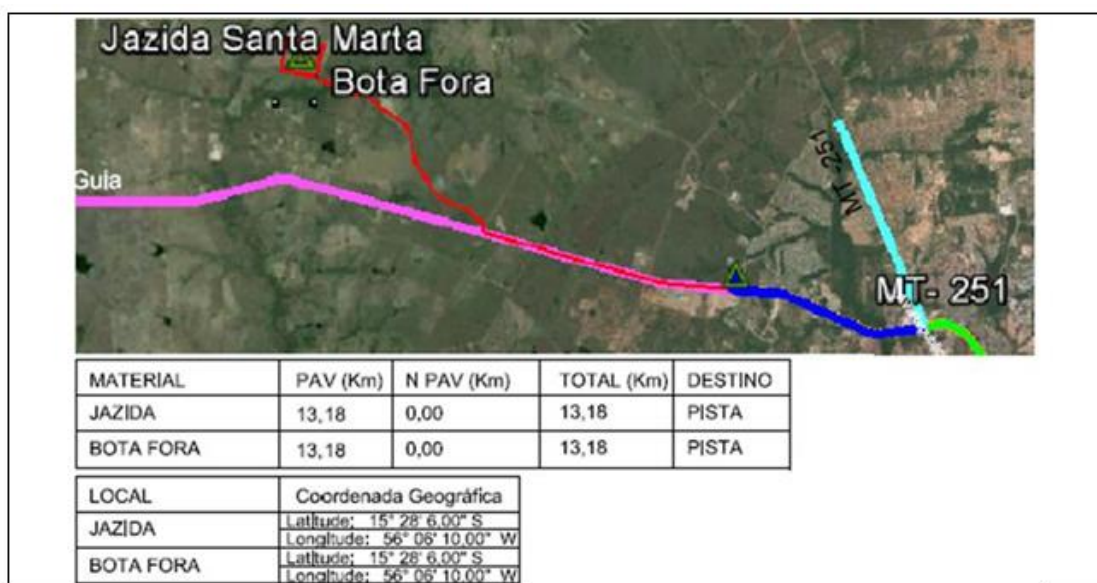 Jazida Santa Marta
Bota Fora
Guia
MT-251
MT- 251
MATERIAL PAV (Km) N PAV (Km) TOTAL (Km) DESTINO
JAZIDA 13,18 0,00 13,18 PISTA
BOTA FORA 13,18 0,00 13,18 PISTA
LOCAL Coordenada Geográfica
JAZIDA Latitude: 15° 28' 6.00" S
Longitude: 56° 06' 10.00" W
BOTA FORA Latitude: 15° 28' 6.00" S
Longitude: 56° 06' 10.00" W